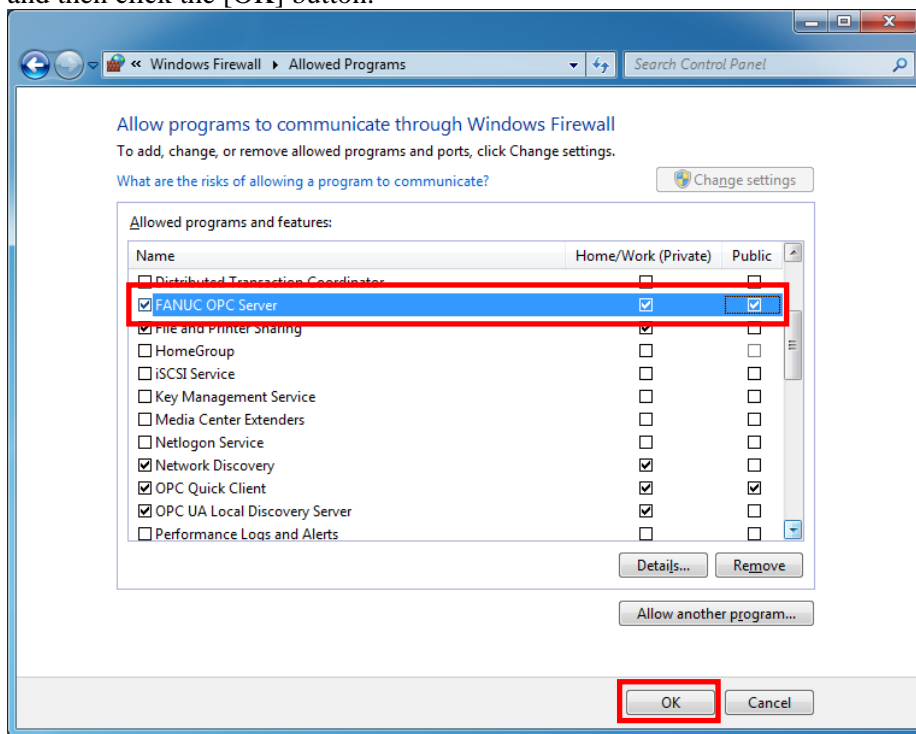 and then click the [OK] button.
« Windows Firewall ▸ Allowed Programs
Search Control Panel
Allow programs to communicate through Windows Firewall
To add, change, or remove allowed programs and ports, click Change settings.
What are the risks of allowing a program to communicate?
Change settings
Allowed programs and features:
Name Home/Work (Private) Public
Distributed Transaction Coordinator
FANUC OPC Server
File and Printer Sharing
HomeGroup
iSCSI Service
Key Management Service
Media Center Extenders
Netlogon Service
Network Discovery
OPC Quick Client
OPC UA Local Discovery Server
Performance Logs and Alerts
Details... Remove
Allow another program...
OK Cancel